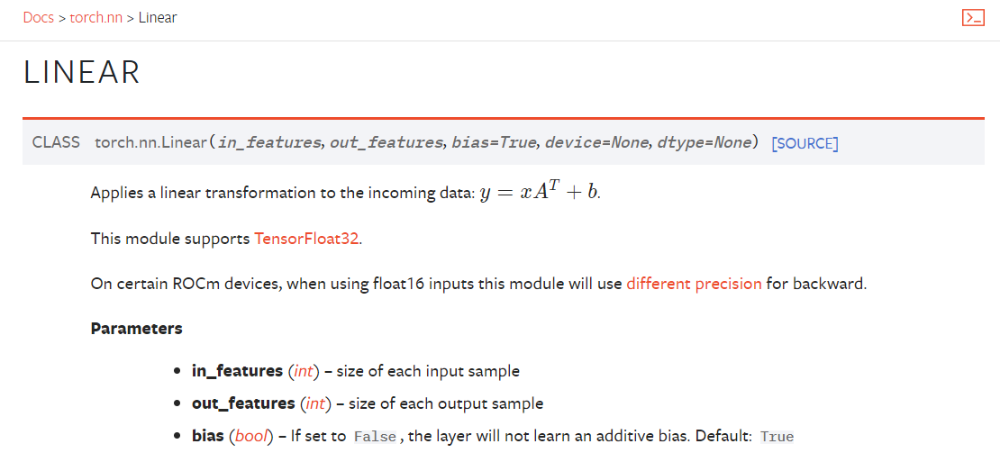 Docs > torch.nn > Linear
>_
LINEAR
CLASS torch.nn.Linear(in_features, out_features, bias=True, device=None, dtype=None) [SOURCE]
Applies a linear transformation to the incoming data: y = xA^T + b.
This module supports TensorFloat32.
On certain ROCm devices, when using float16 inputs this module will use different precision for backward.
Parameters
• in_features (int) – size of each input sample
• out_features (int) – size of each output sample
• bias (bool) – If set to False, the layer will not learn an additive bias. Default: True